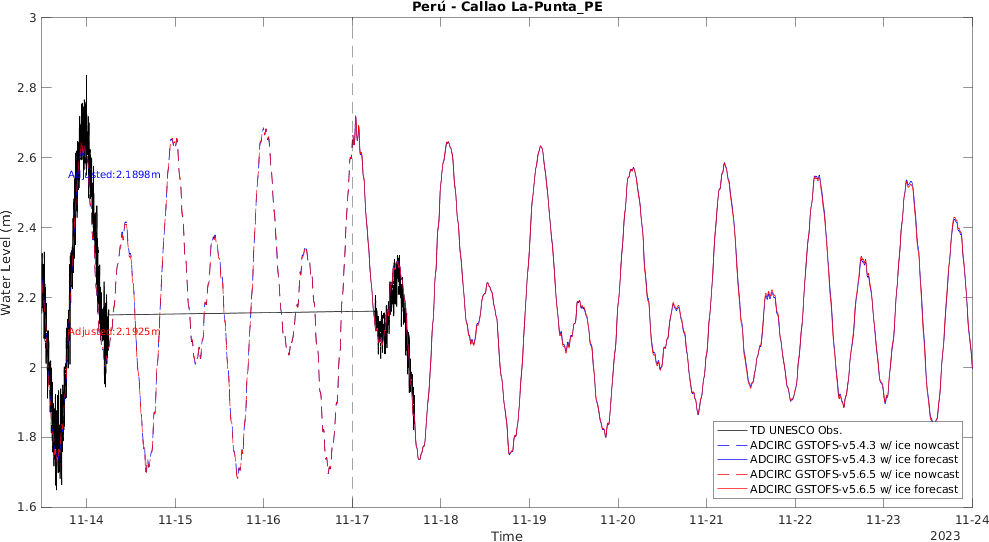 Perú - Callao La-Punta_PE
3
2.8
2.6
2.4
2.2
2
1.8
1.6
Water Level (m)
Adjusted:2.1898m
Adjusted:2.1925m
TD UNESCO Obs.
ADCIRC GSTOFS-v5.4.3 w/ ice nowcast
ADCIRC GSTOFS-v5.4.3 w/ ice forecast
ADCIRC GSTOFS-v5.6.5 w/ ice nowcast
ADCIRC GSTOFS-v5.6.5 w/ ice forecast
11-14 11-15 11-16 11-17 11-18 11-19 11-20 11-21 11-22 11-23 11-24
Time
2023